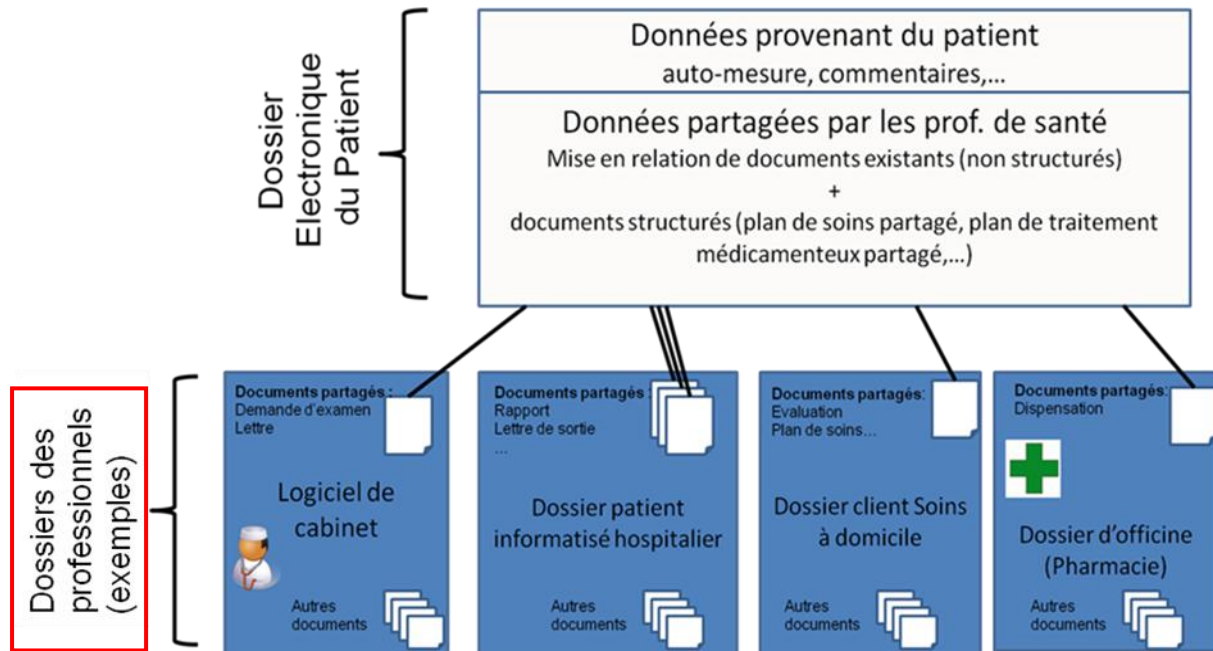 Dossier
Electronique
du Patient
Données provenant du patient
auto-mesure, commentaires,...
Données partagées par les prof. de santé
Mise en relation de documents existants (non structurés)
+
documents structurés (plan de soins partagé, plan de traitement
médicamenteux partagé,...)
Dossiers des
professionnels
(exemples)
Documents partagés :
Demande d'examen
Lettre
Logiciel de
cabinet
Autres
documents
Documents partagés :
Rapport
Lettre de sortie
...
Dossier patient
informatisé hospitalier
Autres
documents
Documents partagés:
Evaluation
Plan de soins...
Dossier client Soins
à domicile
Autres
documents
Documents partagés:
Dispensation
Dossier d'officine
(Pharmacie)
Autres
documents